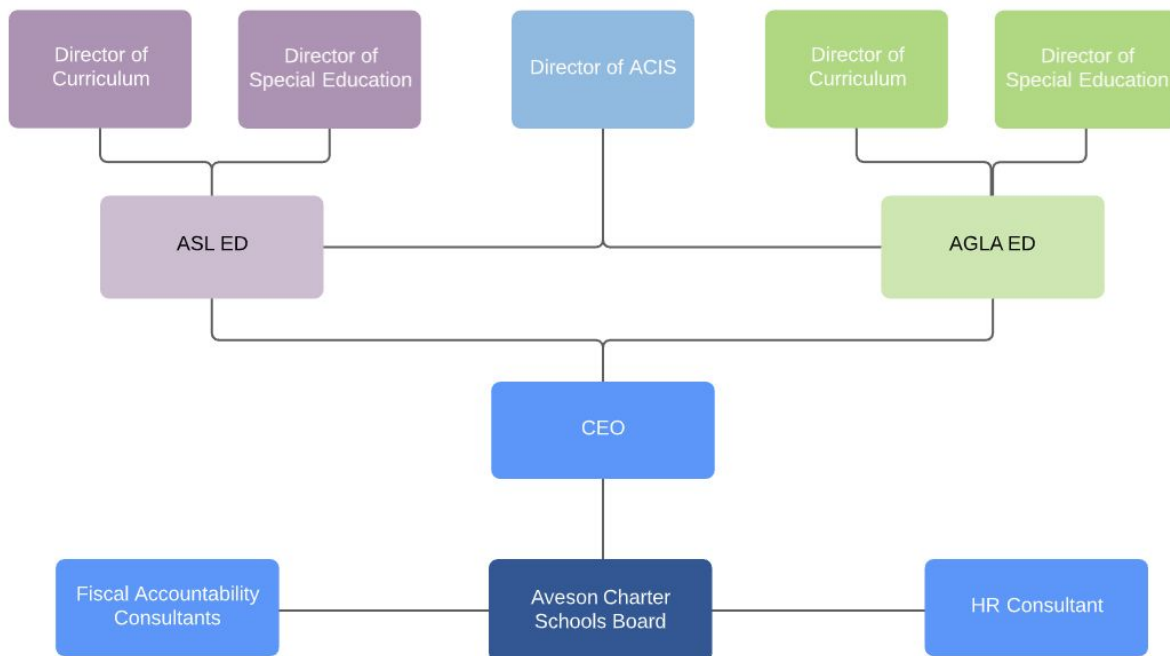 Director of
Curriculum
Director of
Special Education
Director of ACIS
Director of
Curriculum
Director of
Special Education
ASL ED
AGLA ED
CEO
Fiscal Accountability
Consultants
Aveson Charter
Schools Board
HR Consultant